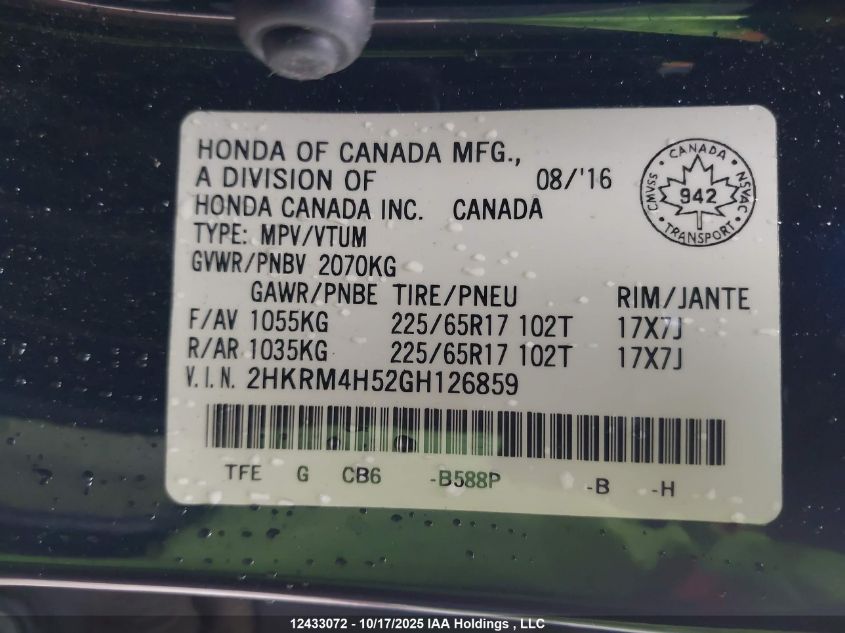 HONDA OF CANADA MFG.,
A DIVISION OF 08/'16
HONDA CANADA INC. CANADA
TYPE: MPV/VTUM
GVWR/PNBV 2070KG
GAWR/PNBE TIRE/PNEU RIM/JANTE
F/AV 1055KG 225/65R17 102T 17X7J
R/AR 1035KG 225/65R17 102T 17X7J
V.I.N. 2HKRM4H52GH126859
TFE G CB6 -B588P -B -H
CANADA
CMVSS 942 NSVAC
TRANSPORT
12433072 - 10/17/2025 IAA Holdings , LLC